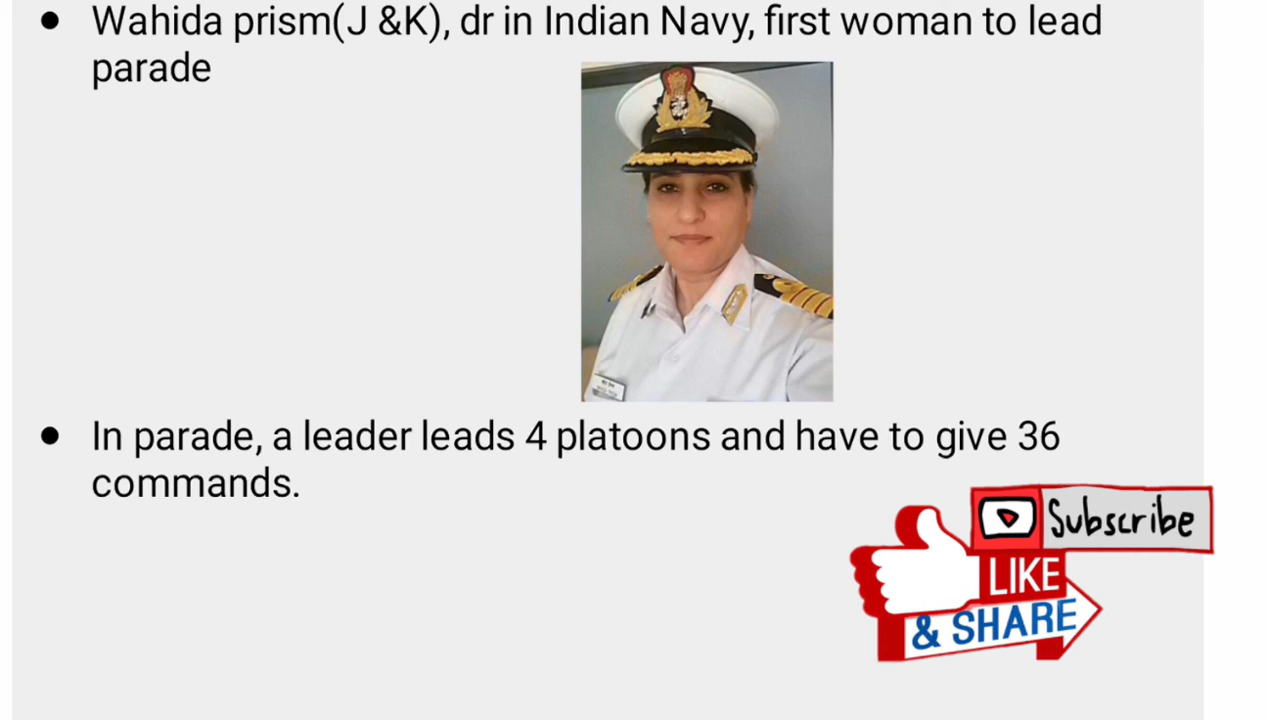 Wahida prism(J &K), dr in Indian Navy, first woman to lead
parade
In parade, a leader leads 4 platoons and have to give 36
commands.
Subscribe
LIKE
& SHARE